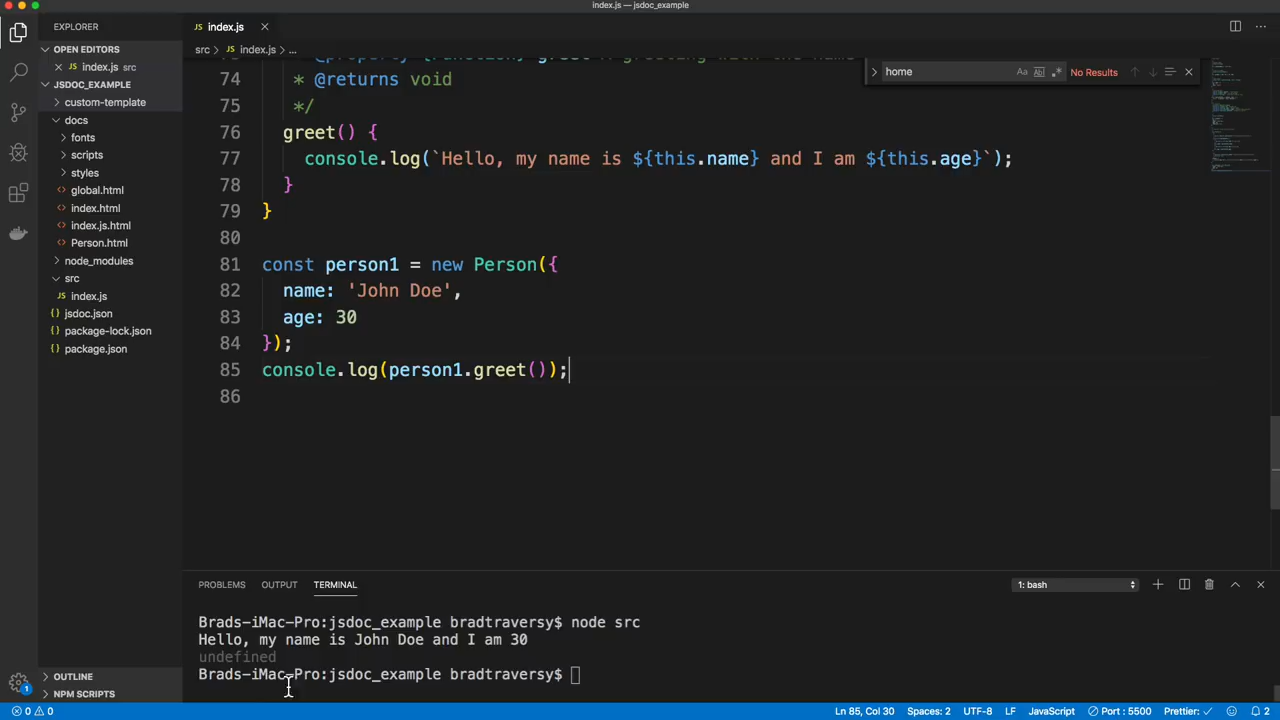 index.js — jsdoc_example
EXPLORER
OPEN EDITORS
index.js src
JSDOC_EXAMPLE
custom-template
docs
fonts
scripts
styles
global.html
index.html
index.js.html
Person.html
node_modules
src
index.js
jsdoc.json
package-lock.json
package.json
OUTLINE
NPM SCRIPTS
JS index.js
src > JS index.js > ...
home
Aa
No Results
74 * @returns void
75 */
76 greet() {
77 console.log(`Hello, my name is ${this.name} and I am ${this.age}`);
78 }
79 }
80
81 const person1 = new Person({
82 name: 'John Doe',
83 age: 30
84 });
85 console.log(person1.greet());
86
PROBLEMS OUTPUT TERMINAL
1: bash
Brads-iMac-Pro:jsdoc_example bradtraversy$ node src
Hello, my name is John Doe and I am 30
undefined
Brads-iMac-Pro:jsdoc_example bradtraversy$
1
0 0
Ln 85, Col 30 Spaces: 2 UTF-8 LF JavaScript Port : 5500 Prettier: ✓ 2